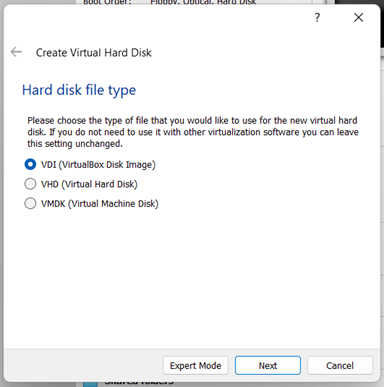 Boot Order: Floppy, Optical, Hard Disk
?
Create Virtual Hard Disk
Hard disk file type
Please choose the type of file that you would like to use for the new virtual hard
disk. If you do not need to use it with other virtualization software you can leave
this setting unchanged.
VDI (VirtualBox Disk Image)
VHD (Virtual Hard Disk)
VMDK (Virtual Machine Disk)
Expert Mode Next Cancel
Shared folders